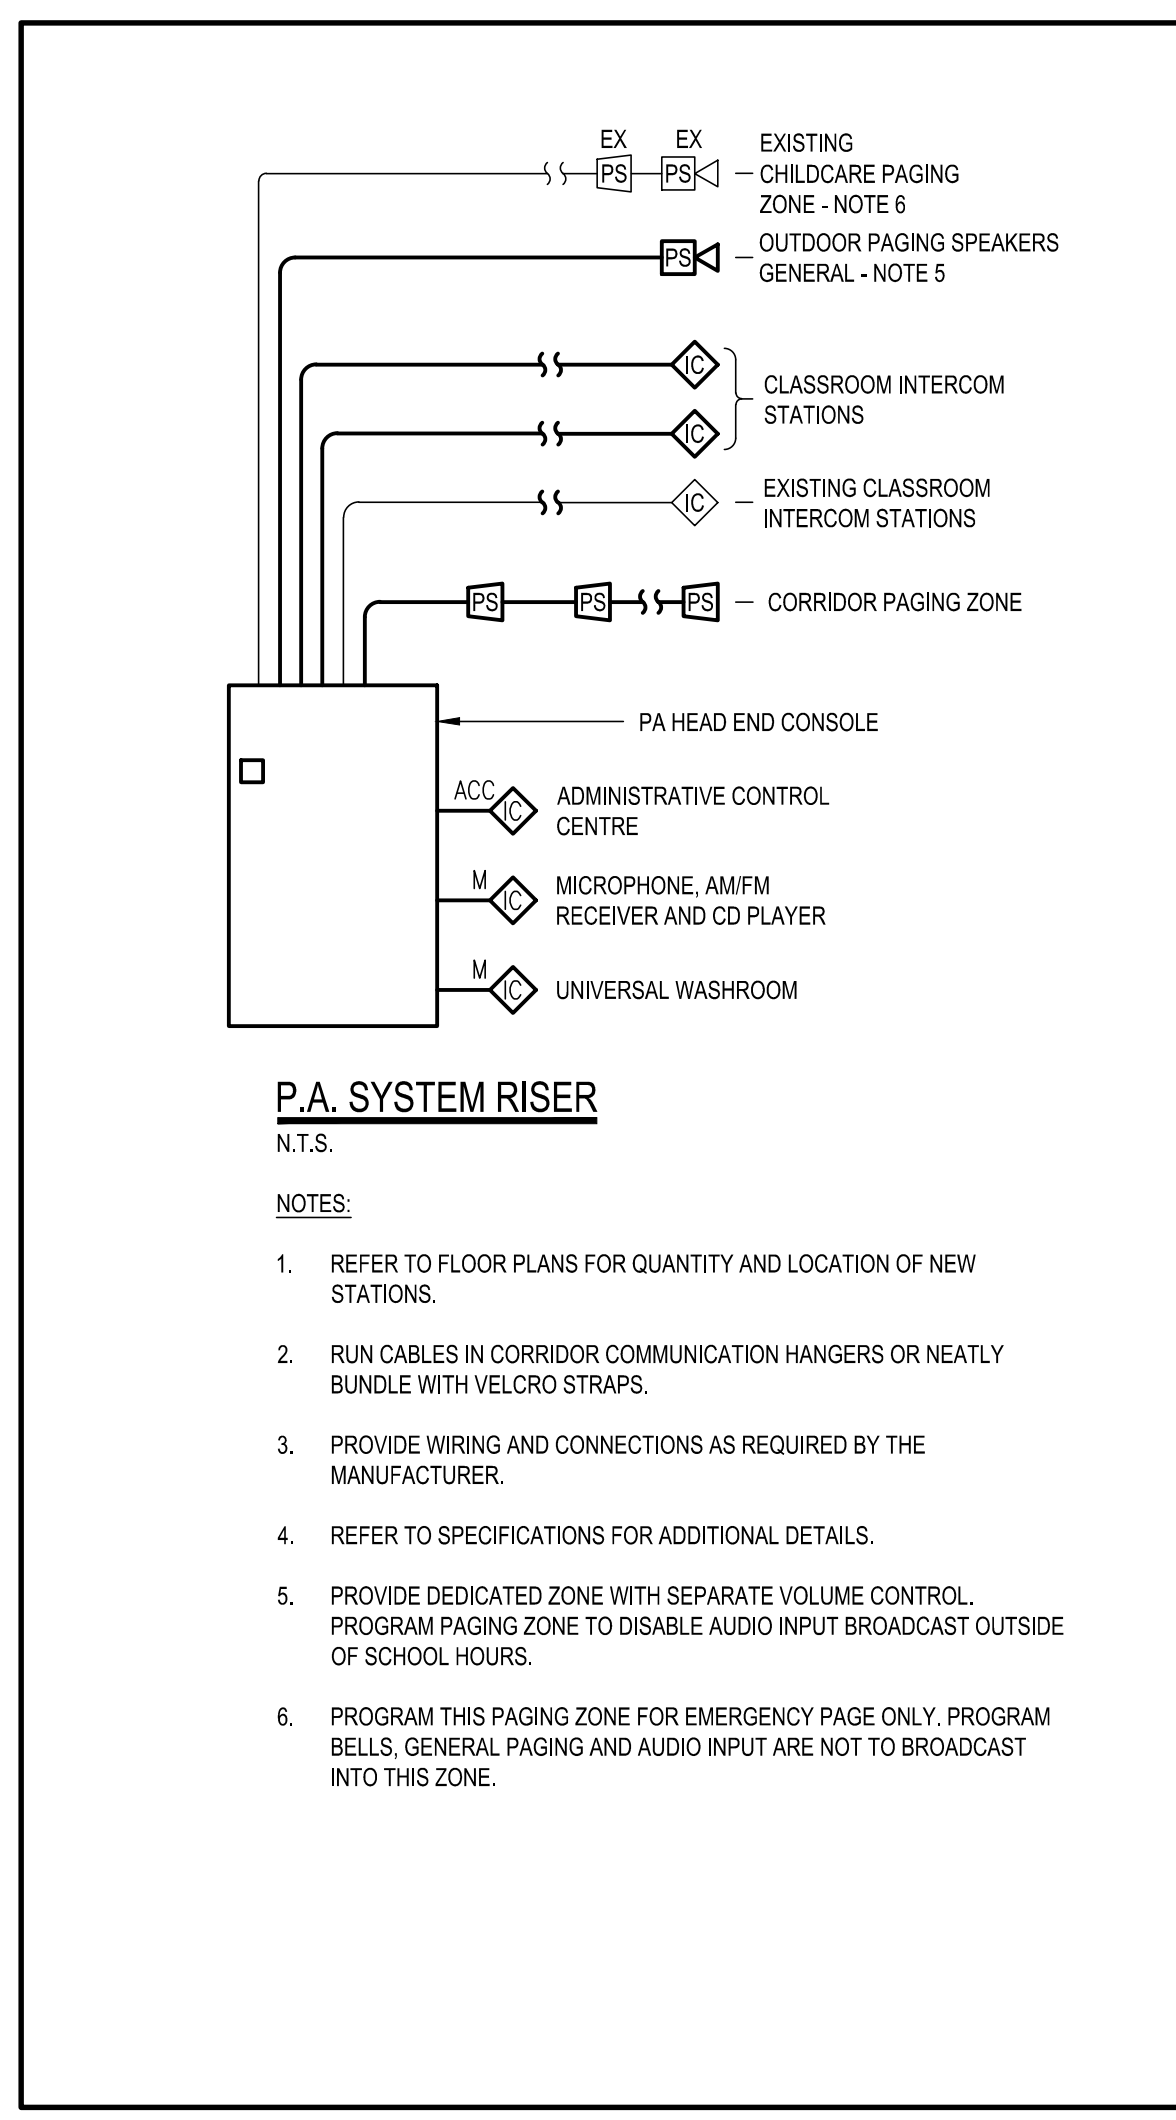 EX EX
PS PS
EXISTING
CHILDCARE PAGING
ZONE - NOTE 6
PS
OUTDOOR PAGING SPEAKERS
GENERAL - NOTE 5
IC
IC
CLASSROOM INTERCOM
STATIONS
IC
EXISTING CLASSROOM
INTERCOM STATIONS
PS PS PS
CORRIDOR PAGING ZONE
PA HEAD END CONSOLE
ACC
IC
ADMINISTRATIVE CONTROL
CENTRE
M
IC
MICROPHONE, AM/FM
RECEIVER AND CD PLAYER
M
IC
UNIVERSAL WASHROOM
P.A. SYSTEM RISER
N.T.S.
NOTES:
1. REFER TO FLOOR PLANS FOR QUANTITY AND LOCATION OF NEW
STATIONS.
2. RUN CABLES IN CORRIDOR COMMUNICATION HANGERS OR NEATLY
BUNDLE WITH VELCRO STRAPS.
3. PROVIDE WIRING AND CONNECTIONS AS REQUIRED BY THE
MANUFACTURER.
4. REFER TO SPECIFICATIONS FOR ADDITIONAL DETAILS.
5. PROVIDE DEDICATED ZONE WITH SEPARATE VOLUME CONTROL.
PROGRAM PAGING ZONE TO DISABLE AUDIO INPUT BROADCAST OUTSIDE
OF SCHOOL HOURS.
6. PROGRAM THIS PAGING ZONE FOR EMERGENCY PAGE ONLY. PROGRAM
BELLS, GENERAL PAGING AND AUDIO INPUT ARE NOT TO BROADCAST
INTO THIS ZONE.